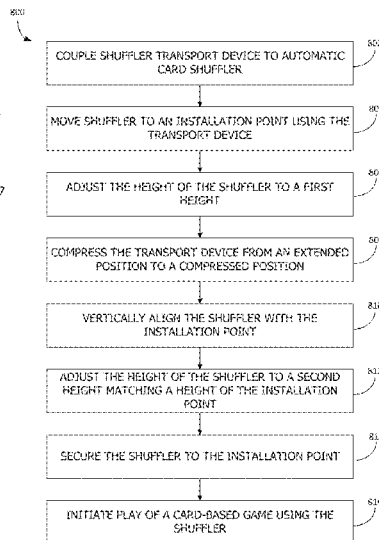 800
COUPLE SHUFFLER TRANSPORT DEVICE TO AUTOMATIC
CARD SHUFFLER
MOVE SHUFFLER TO AN INSTALLATION POINT USING THE
TRANSPORT DEVICE
ADJUST THE HEIGHT OF THE SHUFFLER TO A FIRST
HEIGHT
COMPRESS THE TRANSPORT DEVICE FROM AN EXTENDED
POSITION TO A COMPRESSED POSITION
VERTICALLY ALIGN THE SHUFFLER WITH THE
INSTALLATION POINT
ADJUST THE HEIGHT OF THE SHUFFLER TO A SECOND
HEIGHT MATCHING A HEIGHT OF THE INSTALLATION
POINT
SECURE THE SHUFFLER TO THE INSTALLATION POINT
INITIATE PLAY OF A CARD-BASED GAME USING THE
SHUFFLER